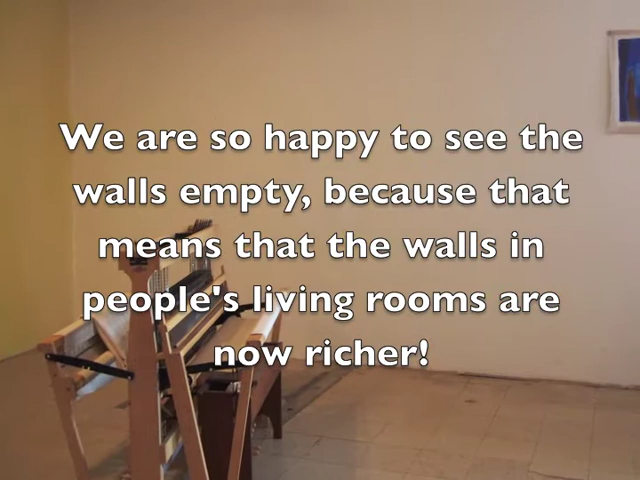 We are so happy to see the
walls empty, because that
means that the walls in
people's living rooms are
now richer!